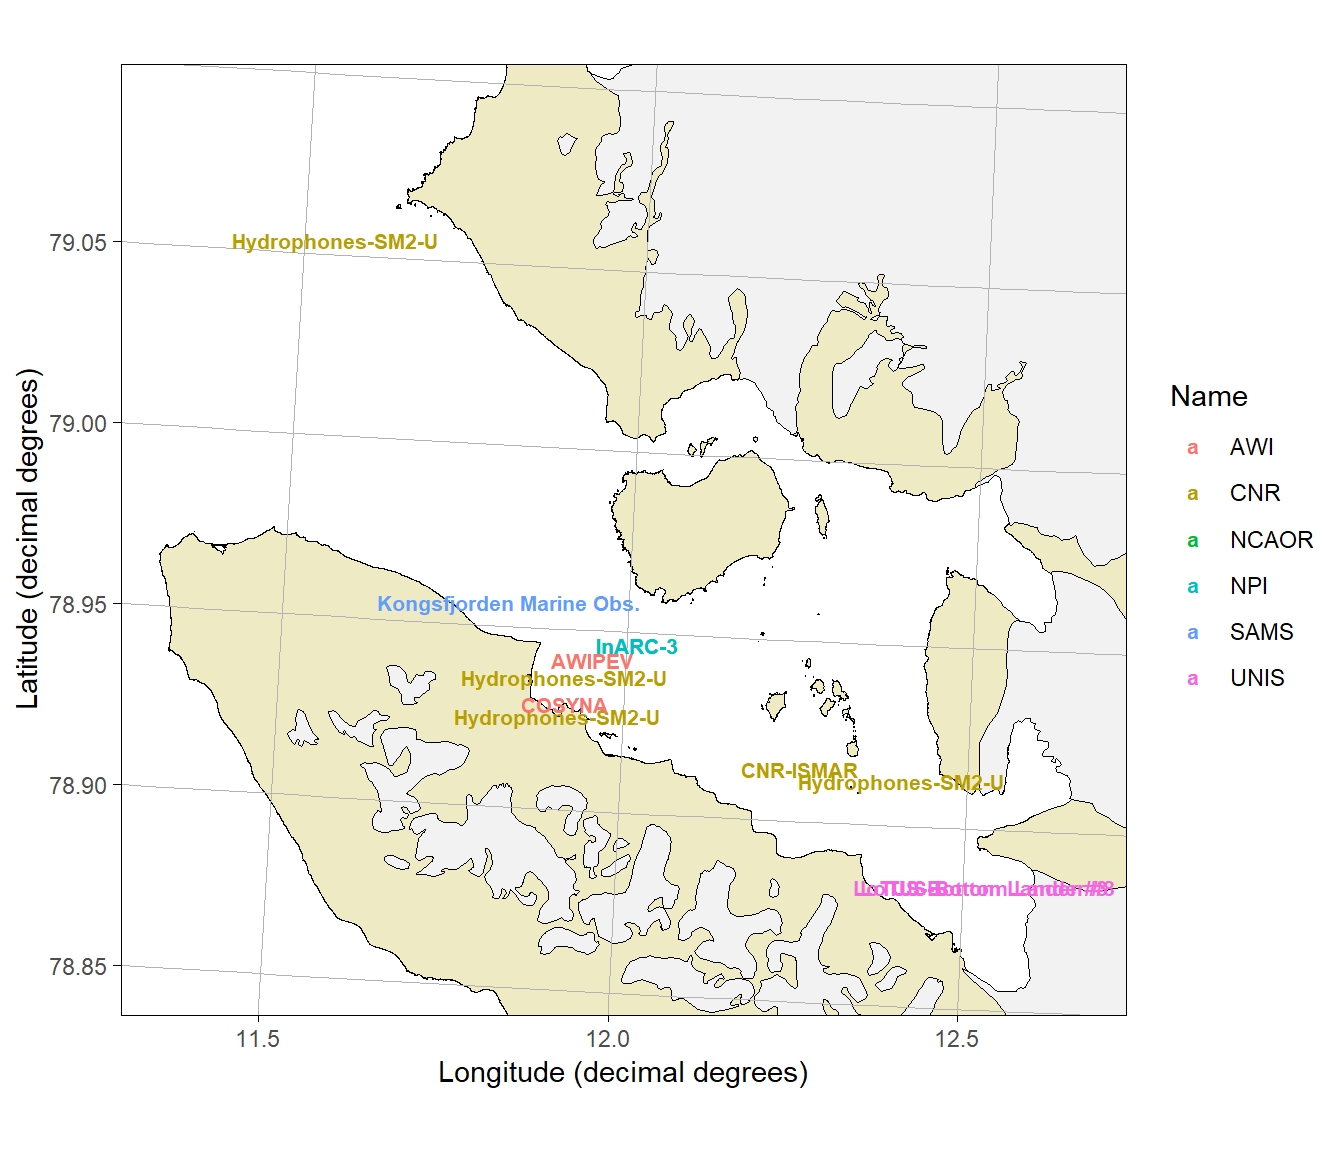 Hydrophones-SM2-U
79.05
79.00
78.95
78.90
78.85
Latitude (decimal degrees)
Kongsfjorden Marine Obs.
InARC-3
AWIPEV
Hydrophones-SM2-U
COSYNA
Hydrophones-SM2-U
CNR-ISMAR
Hydrophones-SM2-U
11.5
12.0
12.5
Longitude (decimal degrees)
Name
a AWI
a CNR
a NCAOR
a NPI
a SAMS
a UNIS